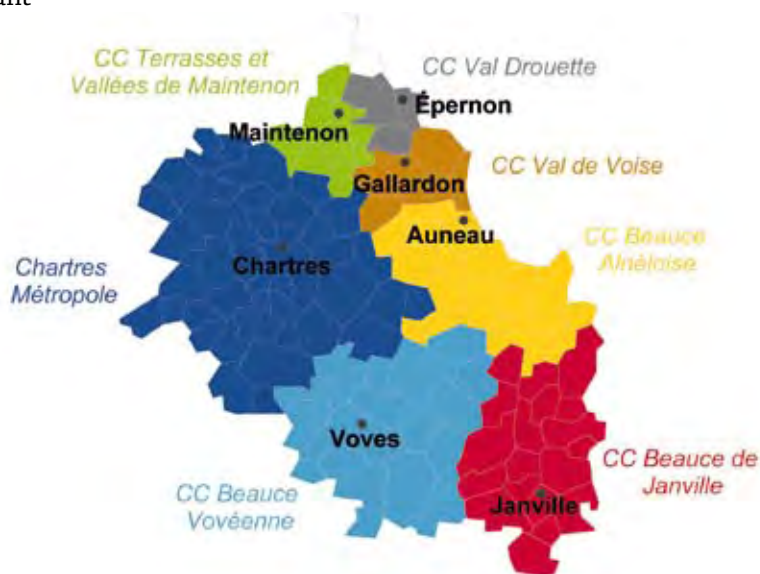 CC Terrasses et
Vallées de Maintenon
CC Val Drouette
Épernon
Maintenon
CC Val de Voise
Gallardon
Auneau
CC Beauce
Alnéloise
Chartres
Chartres
Métropole
Voves
CC Beauce de
Janville
CC Beauce
Vovéenne
Janville